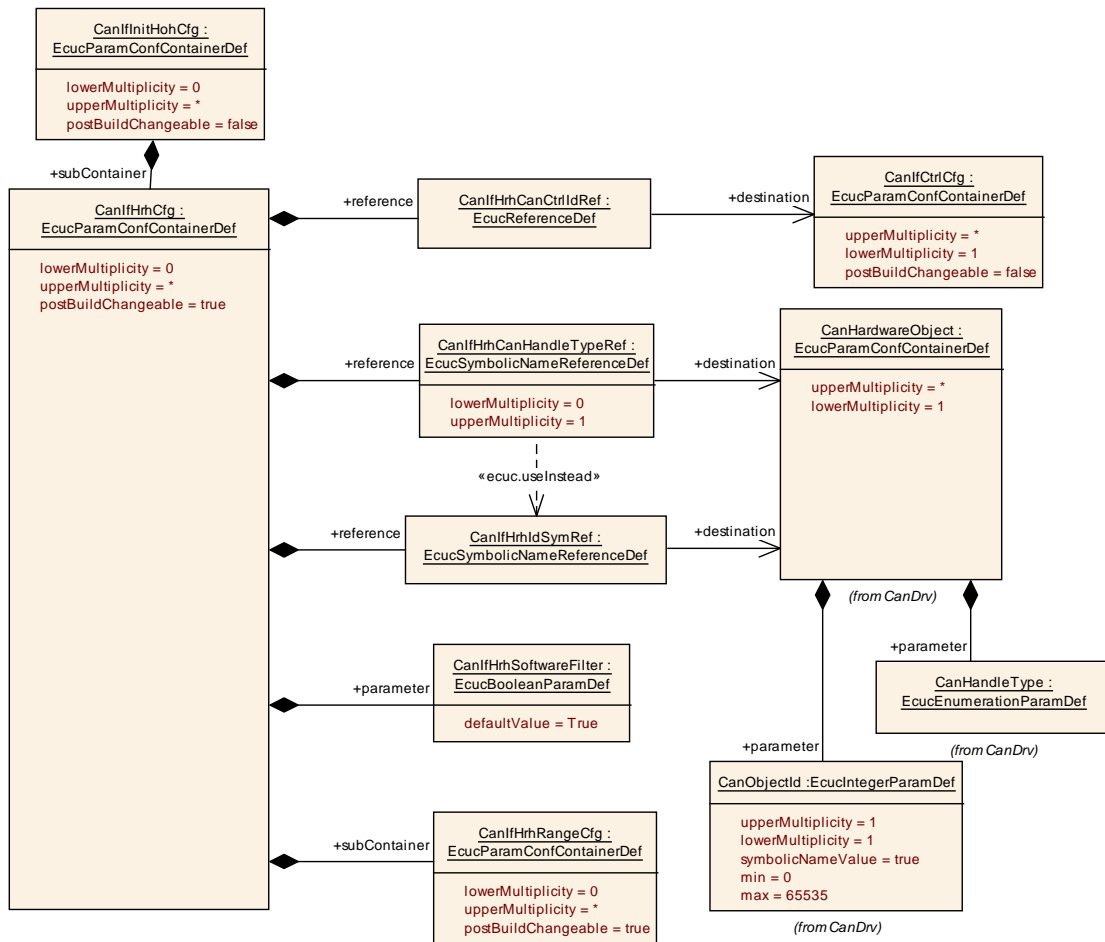 CanIfInitHohCfg :
EcucParamConfContainerDef
lowerMultiplicity = 0
upperMultiplicity = *
postBuildChangeable = false
+subContainer
CanIfHrhCfg :
EcucParamConfContainerDef
lowerMultiplicity = 0
upperMultiplicity = *
postBuildChangeable = true
+reference
CanIfHrhCanCtrlIdRef :
EcucReferenceDef
+destination
CanIfCtrlCfg :
EcucParamConfContainerDef
upperMultiplicity = *
lowerMultiplicity = 1
postBuildChangeable = false
+reference
CanIfHrhCanHandleTypeRef :
EcucSymbolicNameReferenceDef
lowerMultiplicity = 0
upperMultiplicity = 1
+destination
CanHardwareObject :
EcucParamConfContainerDef
upperMultiplicity = *
lowerMultiplicity = 1
«ecuc.useInstead»
+reference
CanIfHrhIdSymRef :
EcucSymbolicNameReferenceDef
+destination
(from CanDrv)
+parameter
CanIfHrhSoftwareFilter :
EcucBooleanParamDef
defaultValue = True
+parameter
CanHandleType :
EcucEnumerationParamDef
(from CanDrv)
+parameter
CanObjectId :EcucIntegerParamDef
upperMultiplicity = 1
lowerMultiplicity = 1
symbolicNameValue = true
min = 0
max = 65535
(from CanDrv)
+subContainer
CanIfHrhRangeCfg :
EcucParamConfContainerDef
lowerMultiplicity = 0
upperMultiplicity = *
postBuildChangeable = true